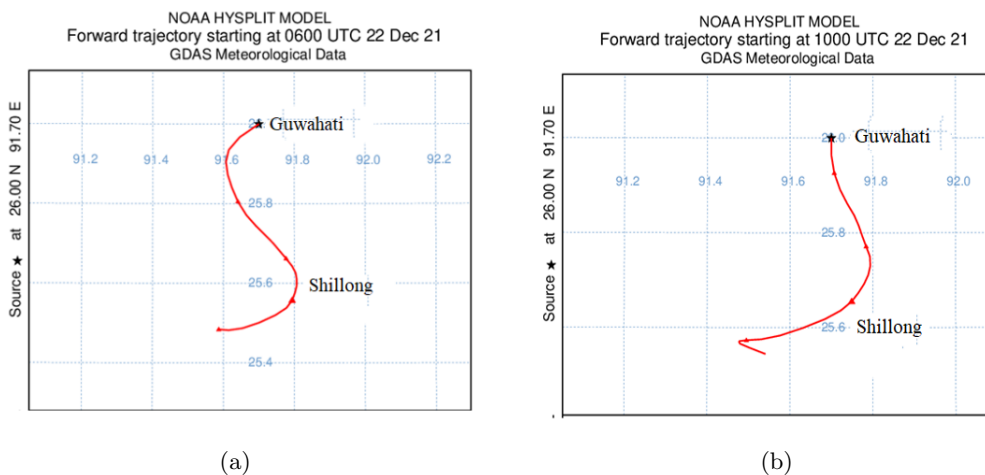 NOAA HYSPLIT MODEL
Forward trajectory starting at 0600 UTC 22 Dec 21
GDAS Meteorological Data
Source ★ at 26.00 N 91.70 E
Guwahati
91.2
91.4
91.6
91.8
92.0
92.2
25.8
25.6
Shillong
25.4
(a)
NOAA HYSPLIT MODEL
Forward trajectory starting at 1000 UTC 22 Dec 21
GDAS Meteorological Data
Source ★ at 26.00 N 91.70 E
Guwahati
91.2
91.4
91.6
91.8
92.0
25.8
25.6
Shillong
(b)